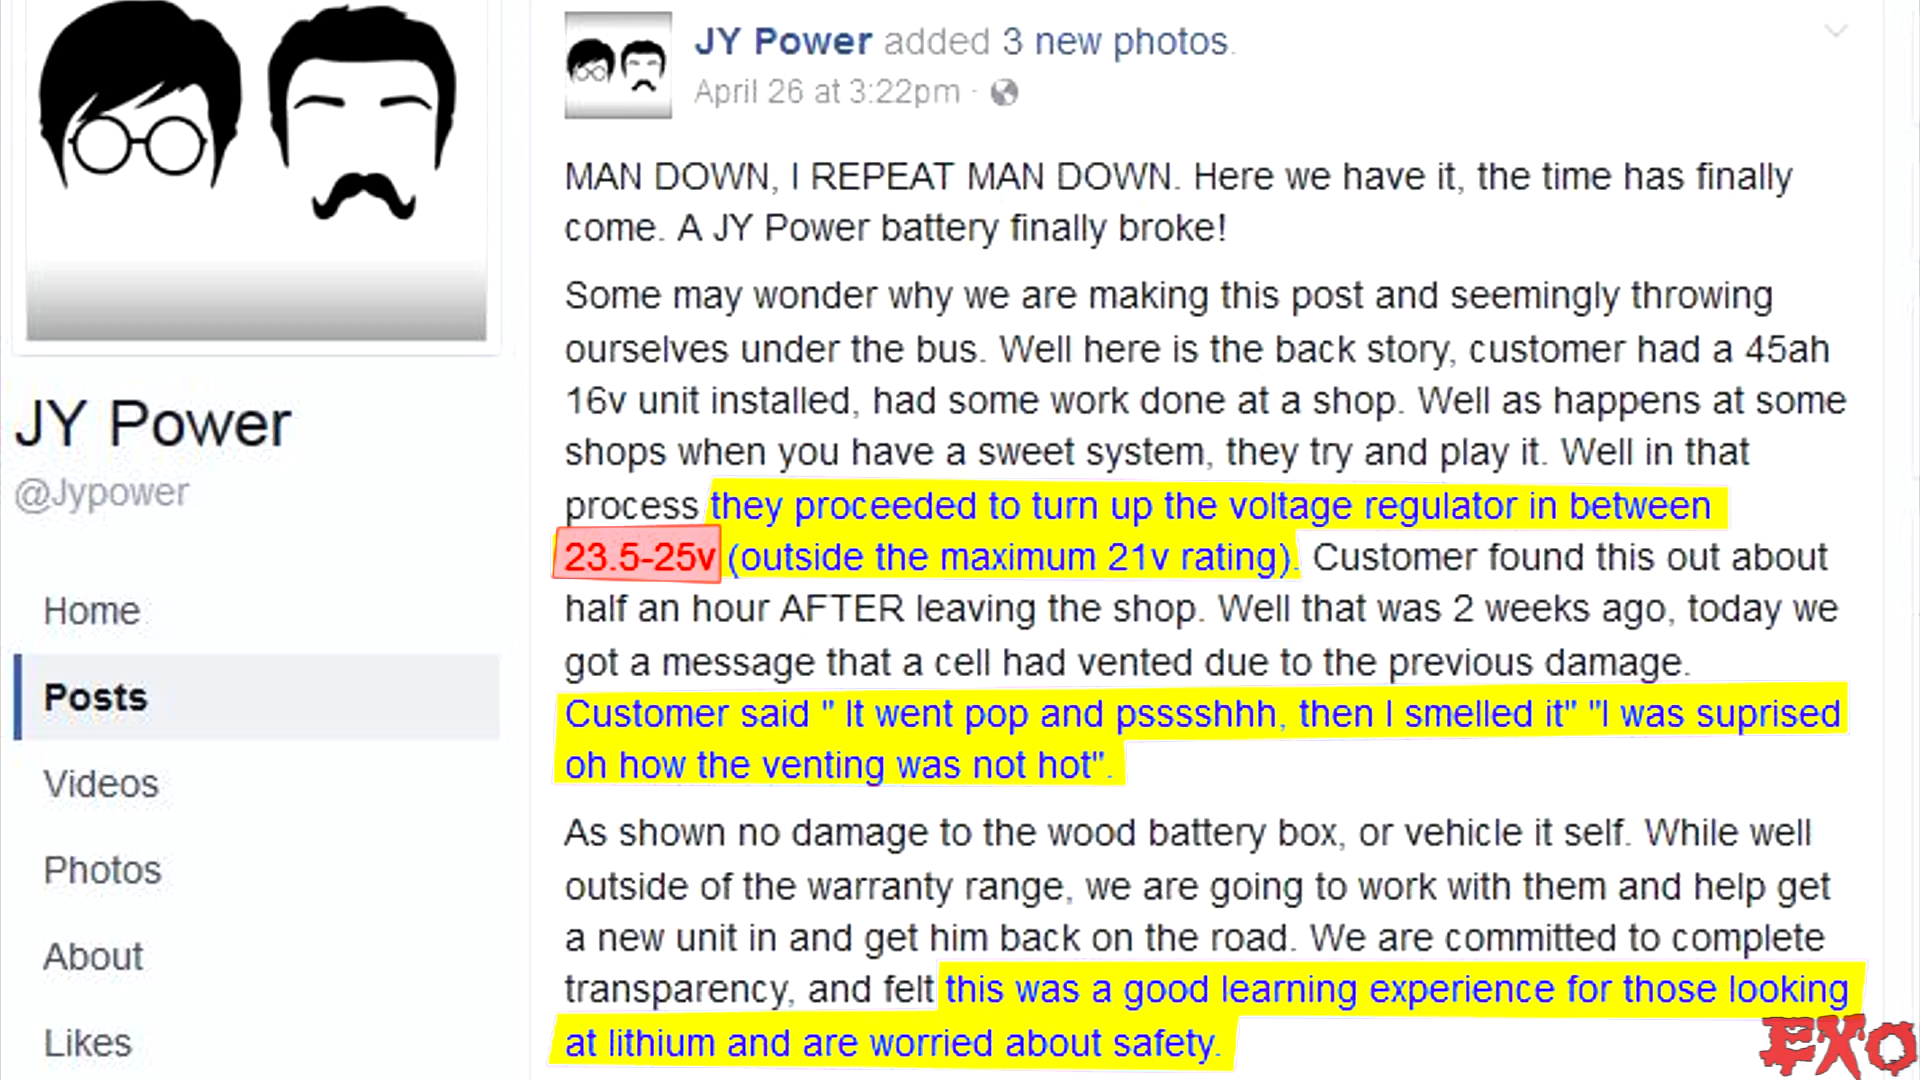 JY Power added 3 new photos.
April 26 at 3:22pm ·
MAN DOWN, I REPEAT MAN DOWN. Here we have it, the time has finally
come. A JY Power battery finally broke!
Some may wonder why we are making this post and seemingly throwing
ourselves under the bus. Well here is the back story, customer had a 45ah
16v unit installed, had some work done at a shop. Well as happens at some
shops when you have a sweet system, they try and play it. Well in that
process they proceeded to turn up the voltage regulator in between
23.5-25v (outside the maximum 21v rating). Customer found this out about
half an hour AFTER leaving the shop. Well that was 2 weeks ago, today we
got a message that a cell had vented due to the previous damage.
Customer said " It went pop and psssshhh, then I smelled it" "I was suprised
oh how the venting was not hot".
As shown no damage to the wood battery box, or vehicle it self. While well
outside of the warranty range, we are going to work with them and help get
a new unit in and get him back on the road. We are committed to complete
transparency, and felt this was a good learning experience for those looking
at lithium and are worried about safety.
JY Power
@Jypower
Home
Posts
Videos
Photos
About
Likes
EXO